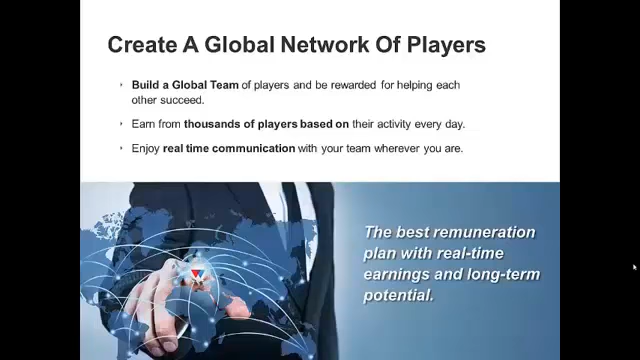 Create A Global Network Of Players
Build a Global Team of players and be rewarded for helping each
other succeed.
Earn from thousands of players based on their activity every day.
Enjoy real time communication with your team wherever you are.
The best remuneration
plan with real-time
earnings and long-term
potential.